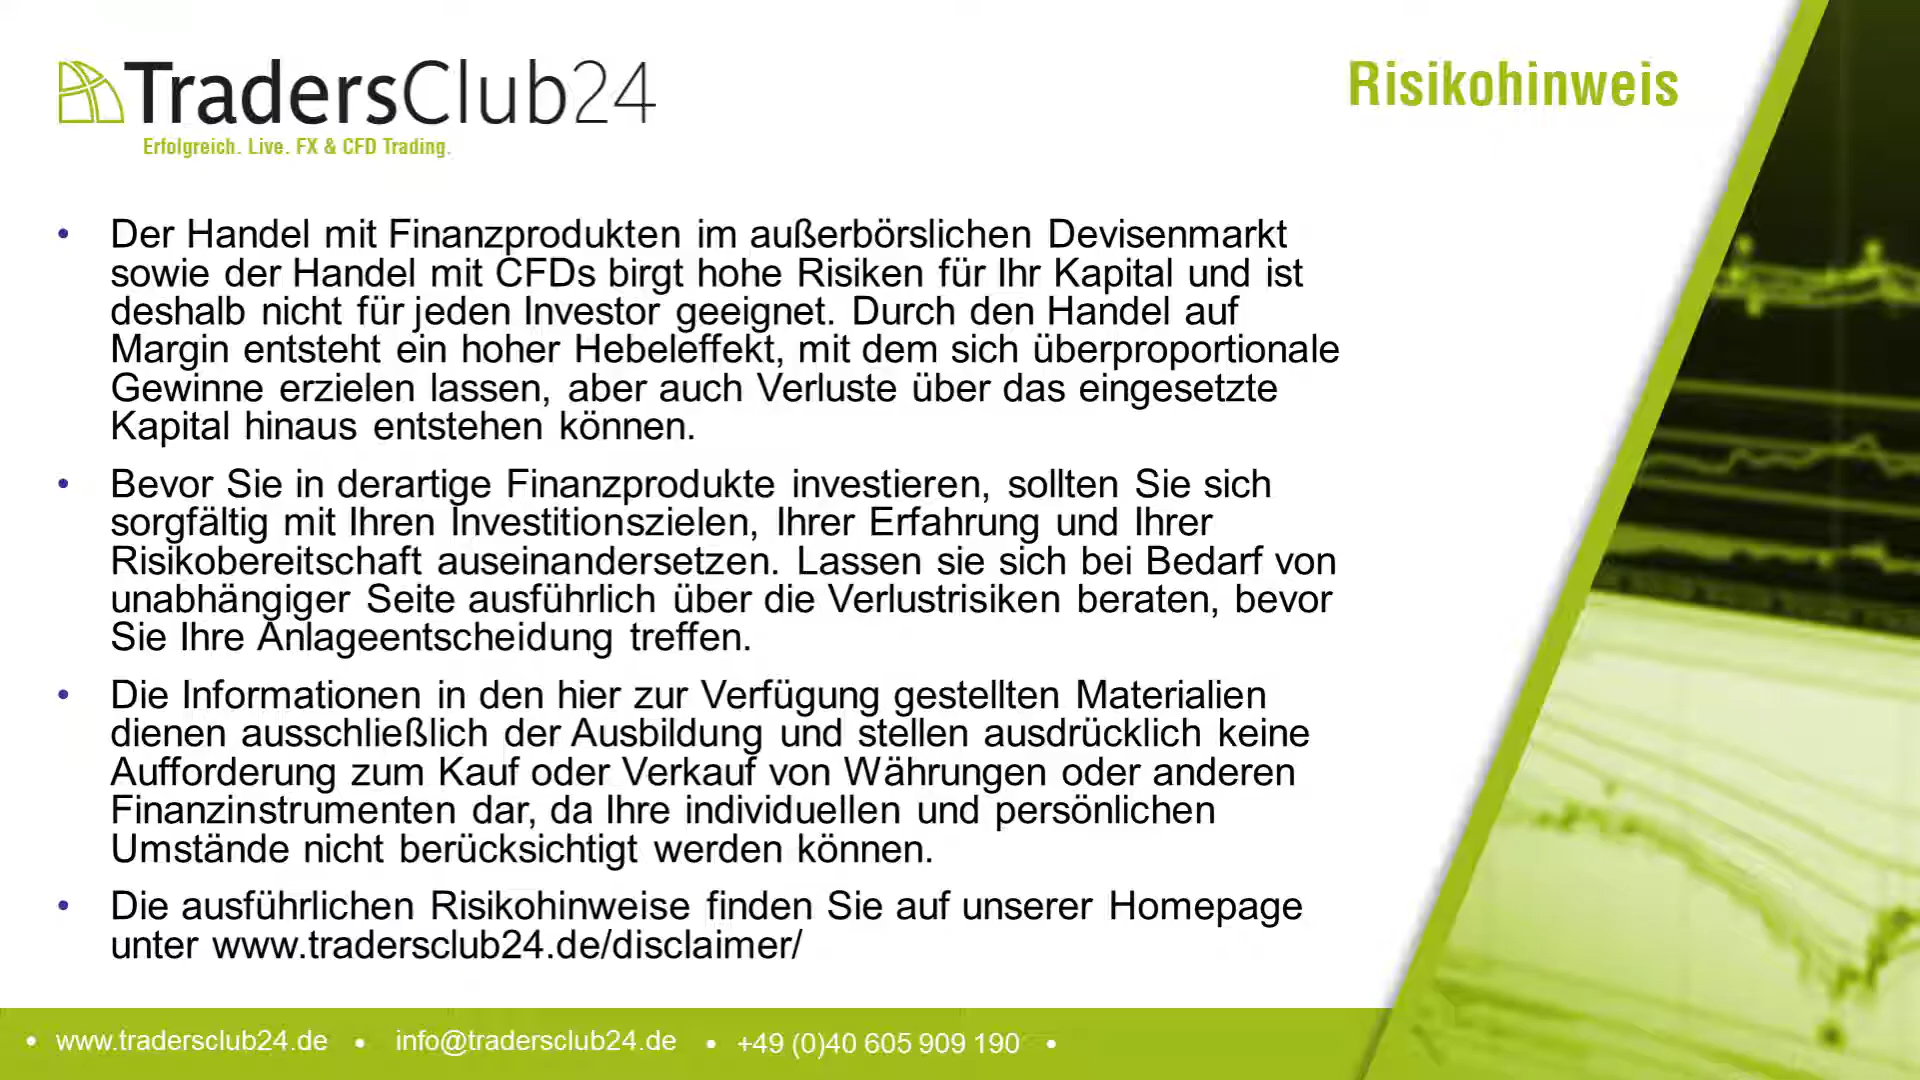 TradersClub24
Erfolgreich. Live. FX & CFD Trading.
Risikohinweis
• Der Handel mit Finanzprodukten im außerbörslichen Devisenmarkt
sowie der Handel mit CFDs birgt hohe Risiken für Ihr Kapital und ist
deshalb nicht für jeden Investor geeignet. Durch den Handel auf
Margin entsteht ein hoher Hebeleffekt, mit dem sich überproportionale
Gewinne erzielen lassen, aber auch Verluste über das eingesetzte
Kapital hinaus entstehen können.
• Bevor Sie in derartige Finanzprodukte investieren, sollten Sie sich
sorgfältig mit Ihren Investitionszielen, Ihrer Erfahrung und Ihrer
Risikobereitschaft auseinandersetzen. Lassen sie sich bei Bedarf von
unabhängiger Seite ausführlich über die Verlustrisiken beraten, bevor
Sie Ihre Anlageentscheidung treffen.
• Die Informationen in den hier zur Verfügung gestellten Materialien
dienen ausschließlich der Ausbildung und stellen ausdrücklich keine
Aufforderung zum Kauf oder Verkauf von Währungen oder anderen
Finanzinstrumenten dar, da Ihre individuellen und persönlichen
Umstände nicht berücksichtigt werden können.
• Die ausführlichen Risikohinweise finden Sie auf unserer Homepage
unter www.tradersclub24.de/disclaimer/
• www.tradersclub24.de • info@tradersclub24.de • +49 (0)40 605 909 190 •